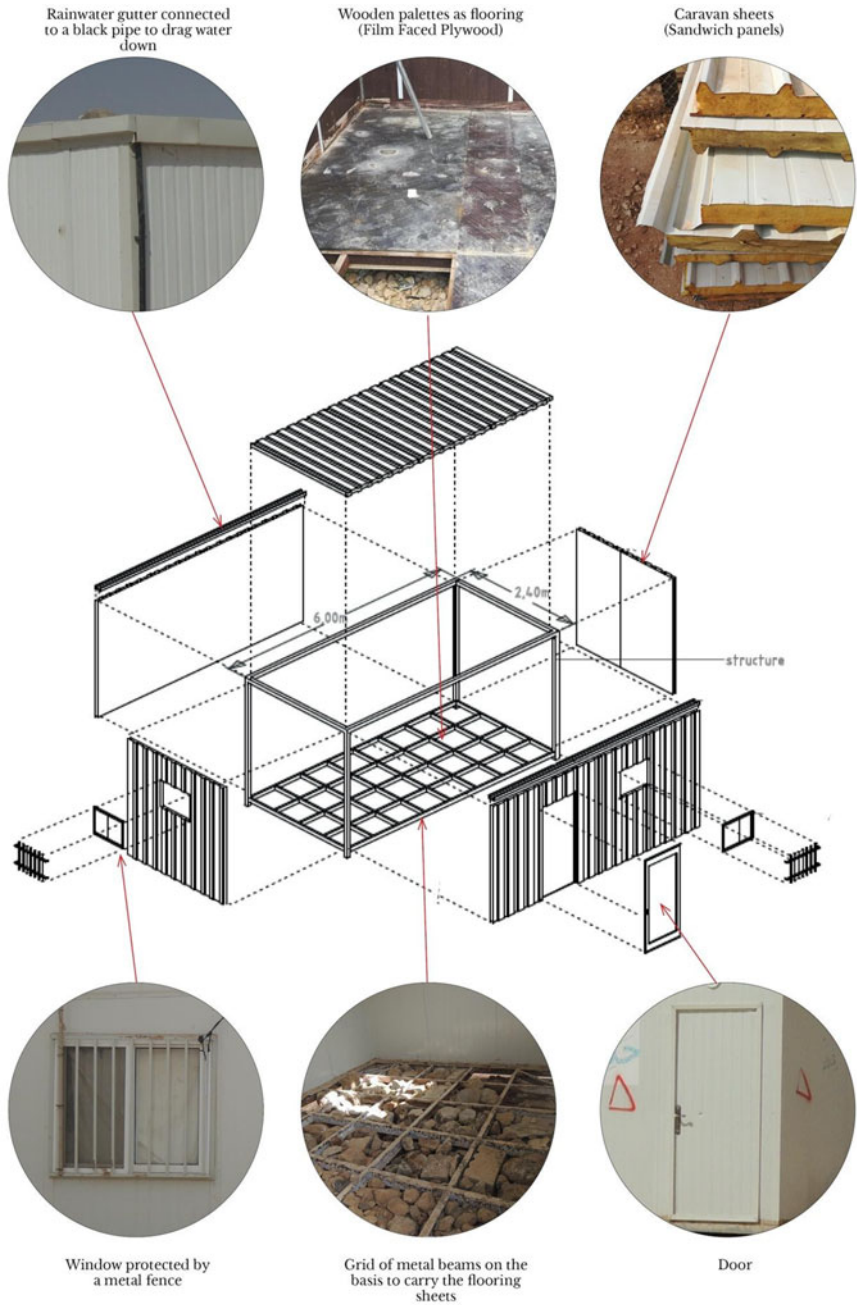 Rainwater gutter connected
to a black pipe to drag water
down
Wooden palettes as flooring
(Film Faced Plywood)
Caravan sheets
(Sandwich panels)
6,00m
2,40m
structure
Window protected by
a metal fence
Grid of metal beams on the
basis to carry the flooring
sheets
Door